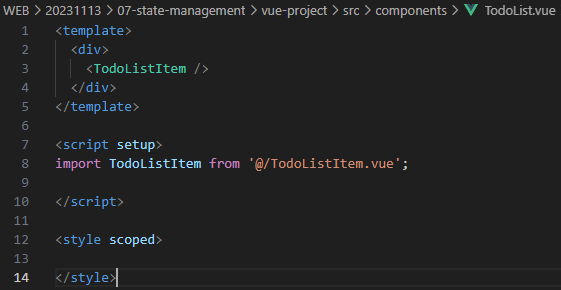 WEB > 20231113 > 07-state-management > vue-project > src > components > TodoList.vue
1 <template>
2   <div>
3     <TodoListItem />
4   </div>
5 </template>
6
7 <script setup>
8 import TodoListItem from '@/TodoListItem.vue';
9
10 </script>
11
12 <style scoped>
13
14 </style>